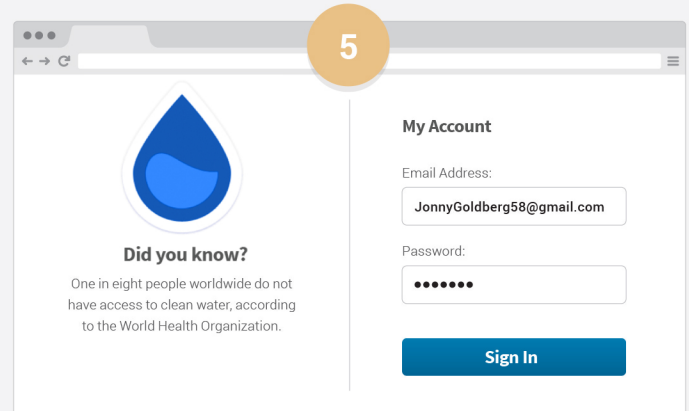 5
Did you know?
One in eight people worldwide do not
have access to clean water, according
to the World Health Organization.
My Account
Email Address:
JonnyGoldberg58@gmail.com
Password:
•••••••
Sign In